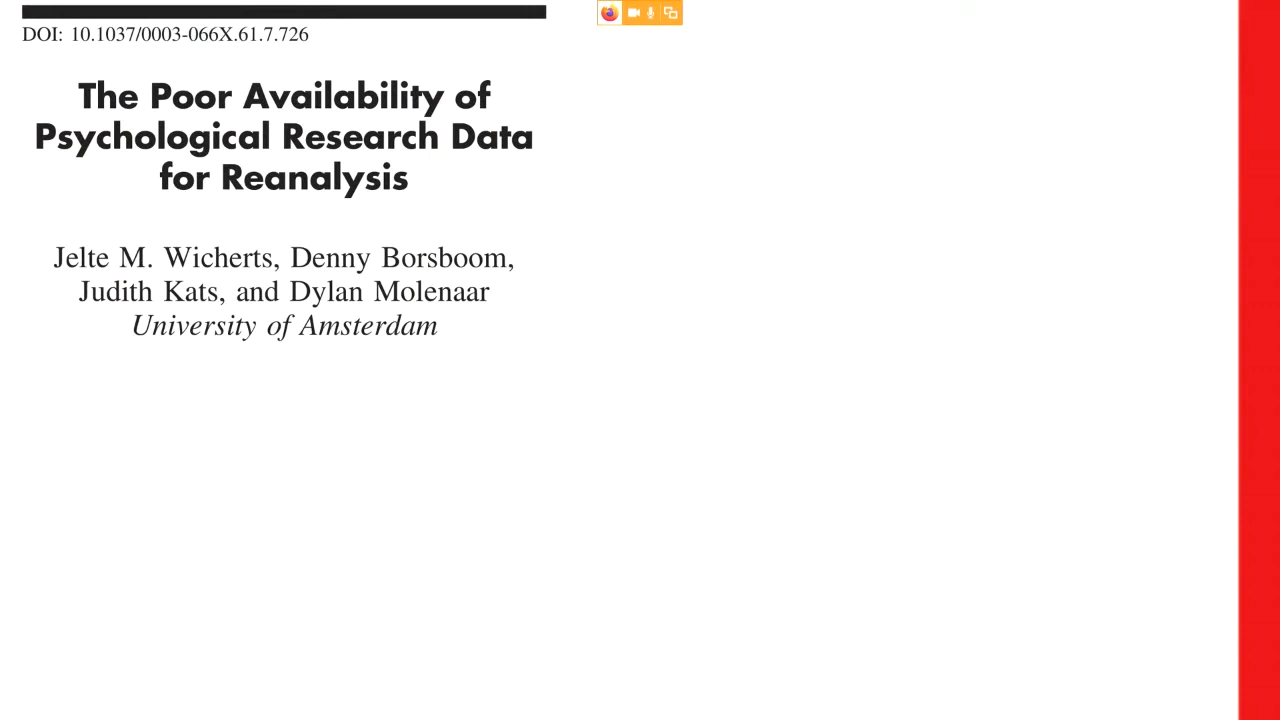 DOI: 10.1037/0003-066X.61.7.726
The Poor Availability of
Psychological Research Data
for Reanalysis
Jelte M. Wicherts, Denny Borsboom,
Judith Kats, and Dylan Molenaar
University of Amsterdam